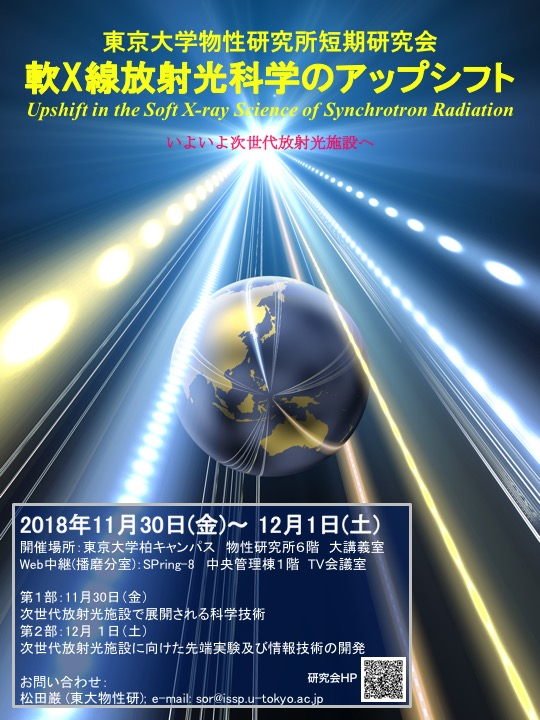 東京大学物性研究所短期研究会
軟X線放射光科学のアップシフト
Upshift in the Soft X-ray Science of Synchrotron Radiation
いよいよ次世代放射光施設へ
2018年11月30日(金)～ 12月1日(土)
開催場所：東京大学柏キャンパス　物性研究所６階　大講義室
Web中継(播磨分室)：SPring-8　中央管理棟１階　TV会議室
第１部：11月30日（金）
次世代放射光施設で展開される科学技術
第２部：12月 １日（土）
次世代放射光施設に向けた先端実験及び情報技術の開発
研究会HP
お問い合わせ：
松田巌 (東大物性研); e-mail: sor@issp.u-tokyo.ac.jp